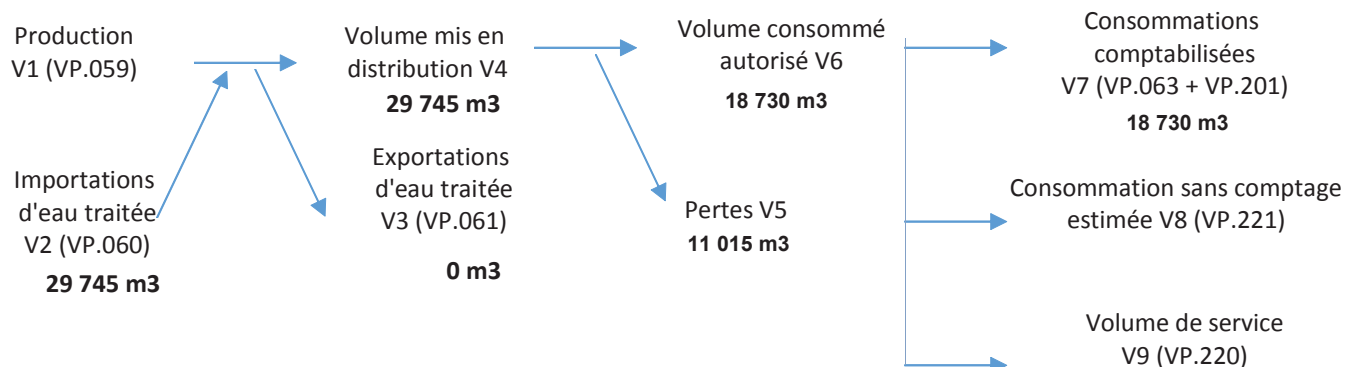 Production
V1 (VP.059)
Importations
d'eau traitée
V2 (VP.060)
29 745 m3
Volume mis en
distribution V4
29 745 m3
Exportations
d'eau traitée
V3 (VP.061)
0 m3
Volume consommé
autorisé V6
18 730 m3
Pertes V5
11 015 m3
Consommations
comptabilisées
V7 (VP.063 + VP.201)
18 730 m3
Consommation sans comptage
estimée V8 (VP.221)
Volume de service
V9 (VP.220)